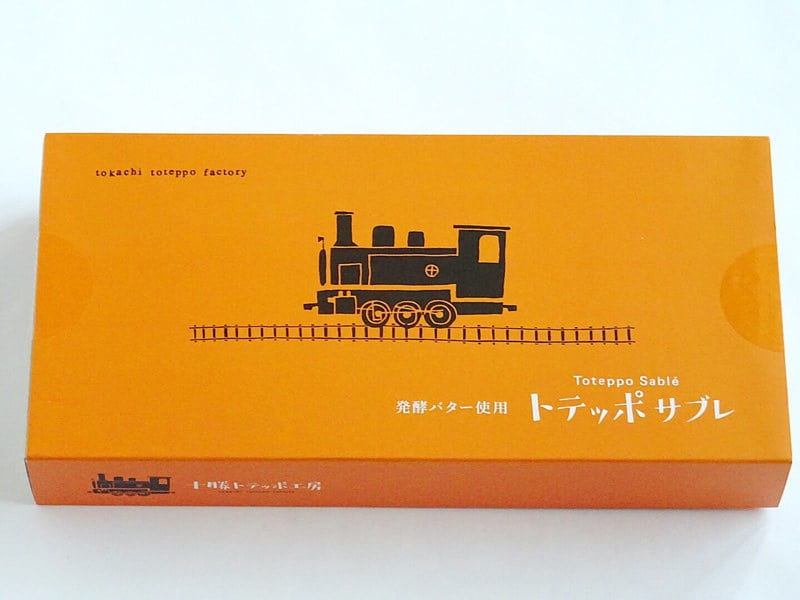 tokachi toteppo factory
Toteppo Sablé
発酵バター使用 トテッポサブレ
十勝トテッポ工房